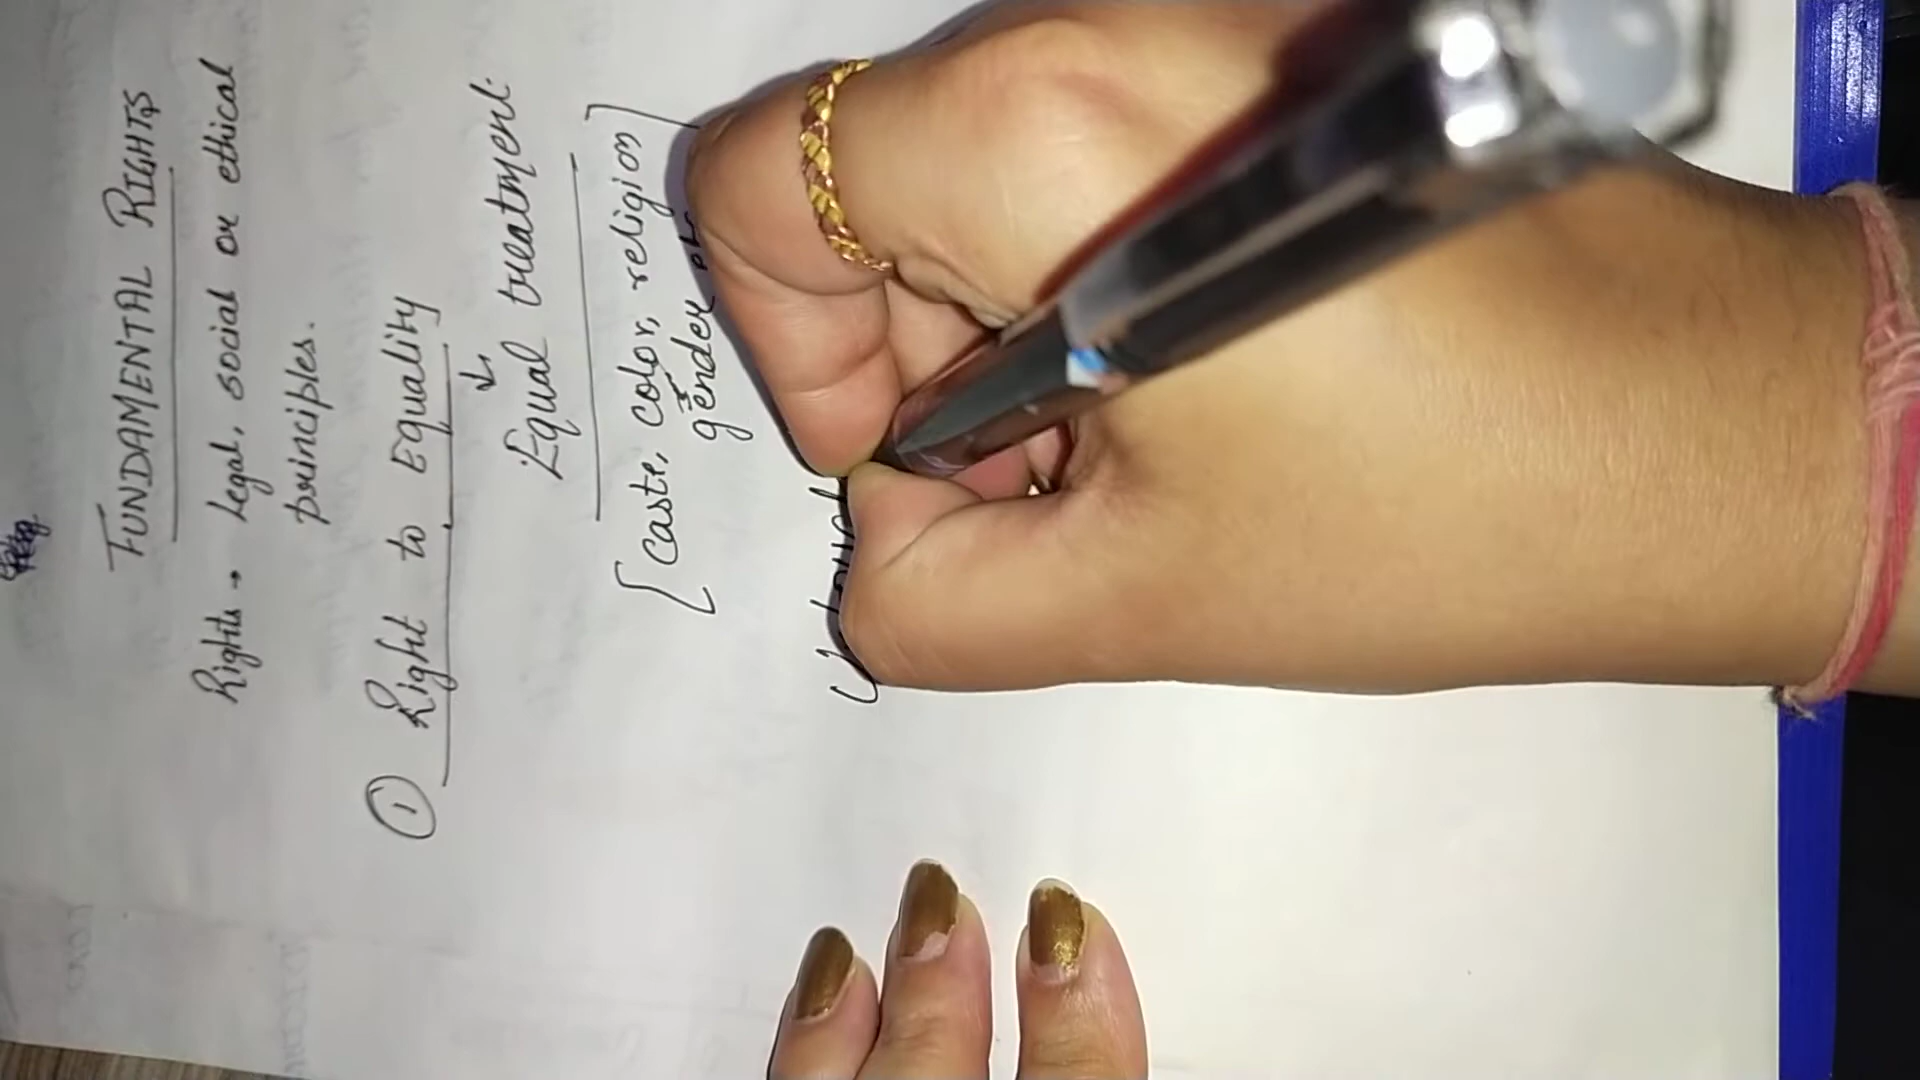 FUNDAMENTAL RIGHTS
Rights → Legal, social or ethical
principles.
① Right to Equality
↓
Equal treatment.
[caste, color, religion]
gender